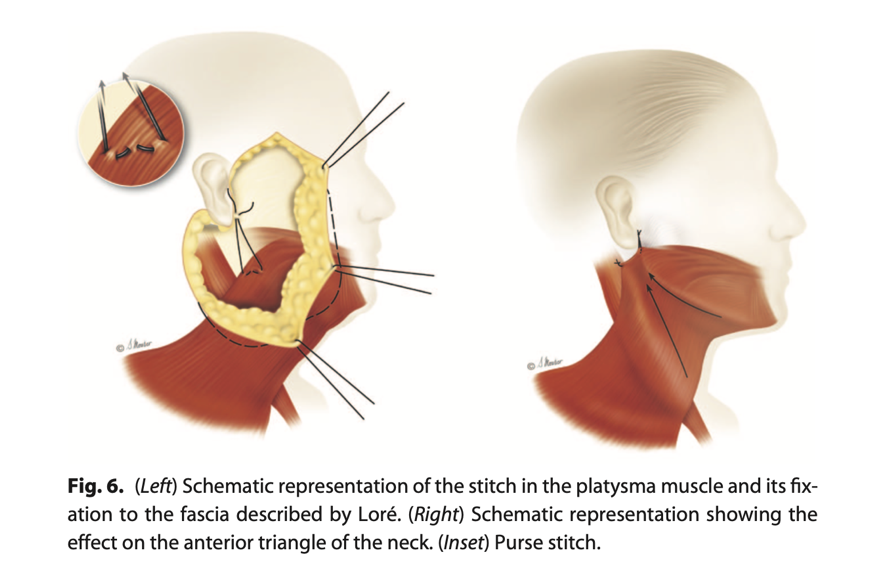 Fig. 6. (Left) Schematic representation of the stitch in the platysma muscle and its fix-
ation to the fascia described by Loré. (Right) Schematic representation showing the
effect on the anterior triangle of the neck. (Inset) Purse stitch.